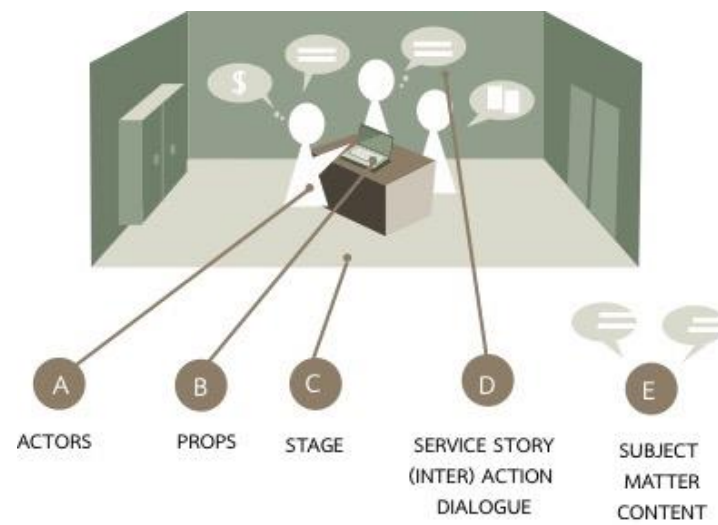 $
A
B
C
D
E
ACTORS
PROPS
STAGE
SERVICE STORY
(INTER) ACTION
DIALOGUE
SUBJECT
MATTER
CONTENT